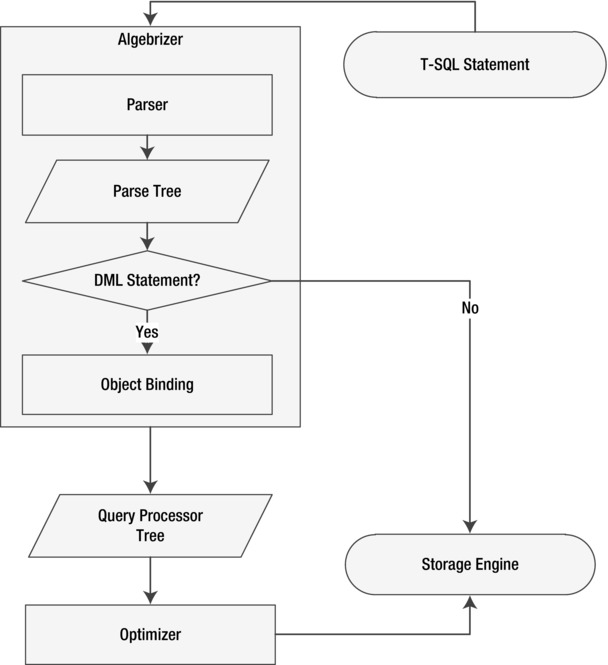 Algebrizer
T-SQL Statement
Parser
Parse Tree
DML Statement?
No
Yes
Object Binding
Query Processor
Tree
Storage Engine
Optimizer